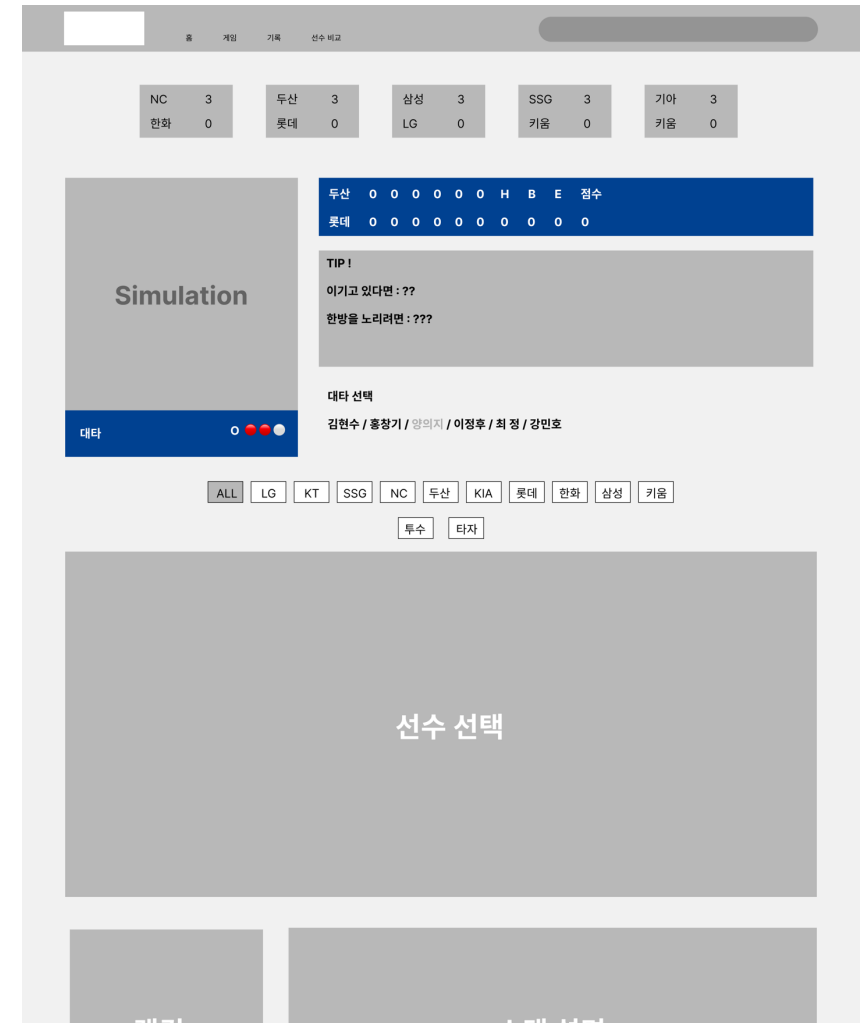 홈 게임 기록 선수 비교
NC 3
한화 0
두산 3
롯데 0
삼성 3
LG 0
SSG 3
키움 0
기아 3
키움 0
Simulation
대타 O
두산 0 0 0 0 0 0 H B E 점수
롯데 0 0 0 0 0 0 0 0 0 0
TIP !
이기고 있다면 : ??
한방을 노리려면 : ???
대타 선택
김현수 / 홍창기 / 양의지 / 이정후 / 최 정 / 강민호
ALL LG KT SSG NC 두산 KIA 롯데 한화 삼성 키움
투수 타자
선수 선택